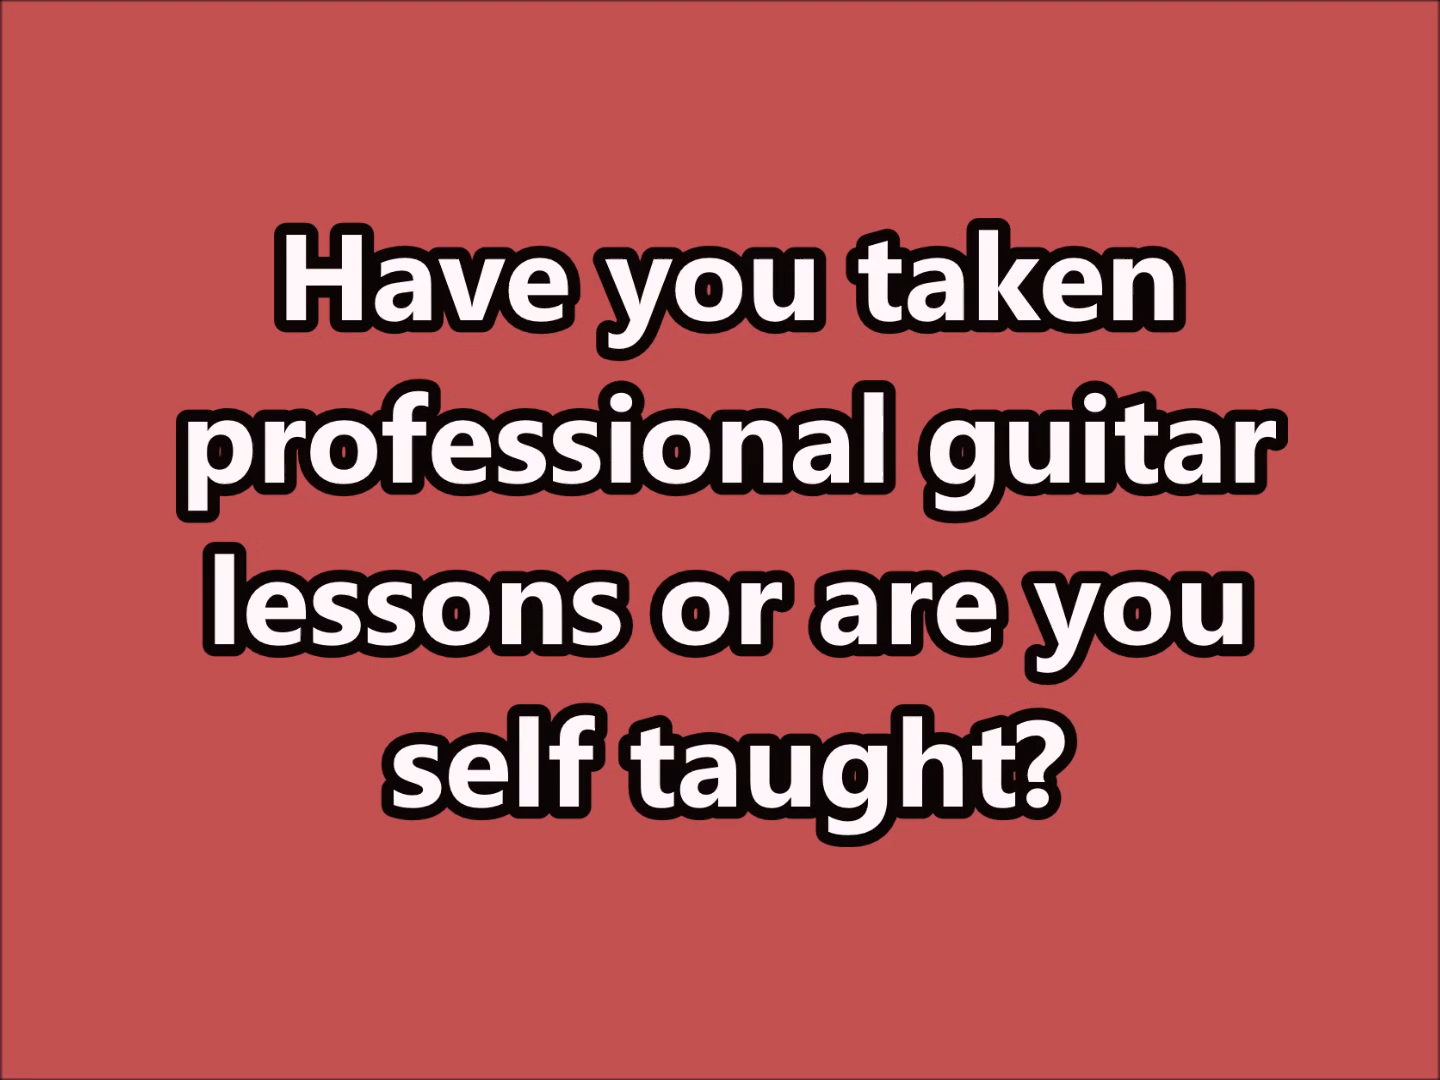 Have you taken
professional guitar
lessons or are you
self taught?